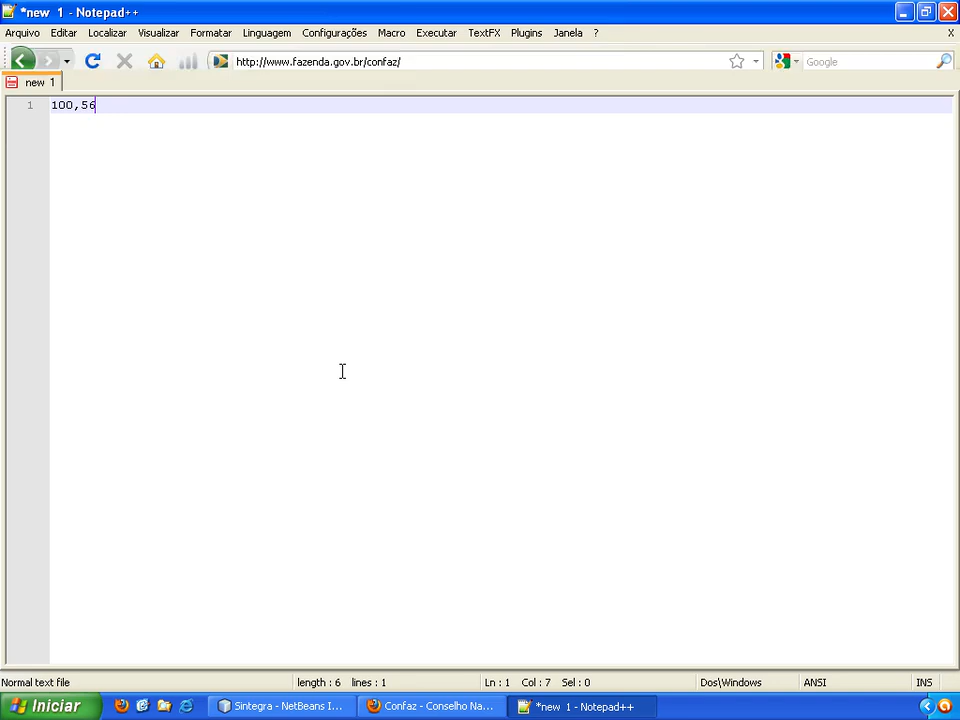 *new 1 - Notepad++
Arquivo Editar Localizar Visualizar Formatar Linguagem Configurações Macro Executar TextFX Plugins Janela ? X
http://www.fazenda.gov.br/confaz/ Google
new 1
1 100,56
Normal text file length : 6 lines : 1 Ln : 1 Col : 7 Sel : 0 Dos\Windows ANSI INS
Iniciar Sintegra - NetBeans I... Confaz - Conselho Na... *new 1 - Notepad++